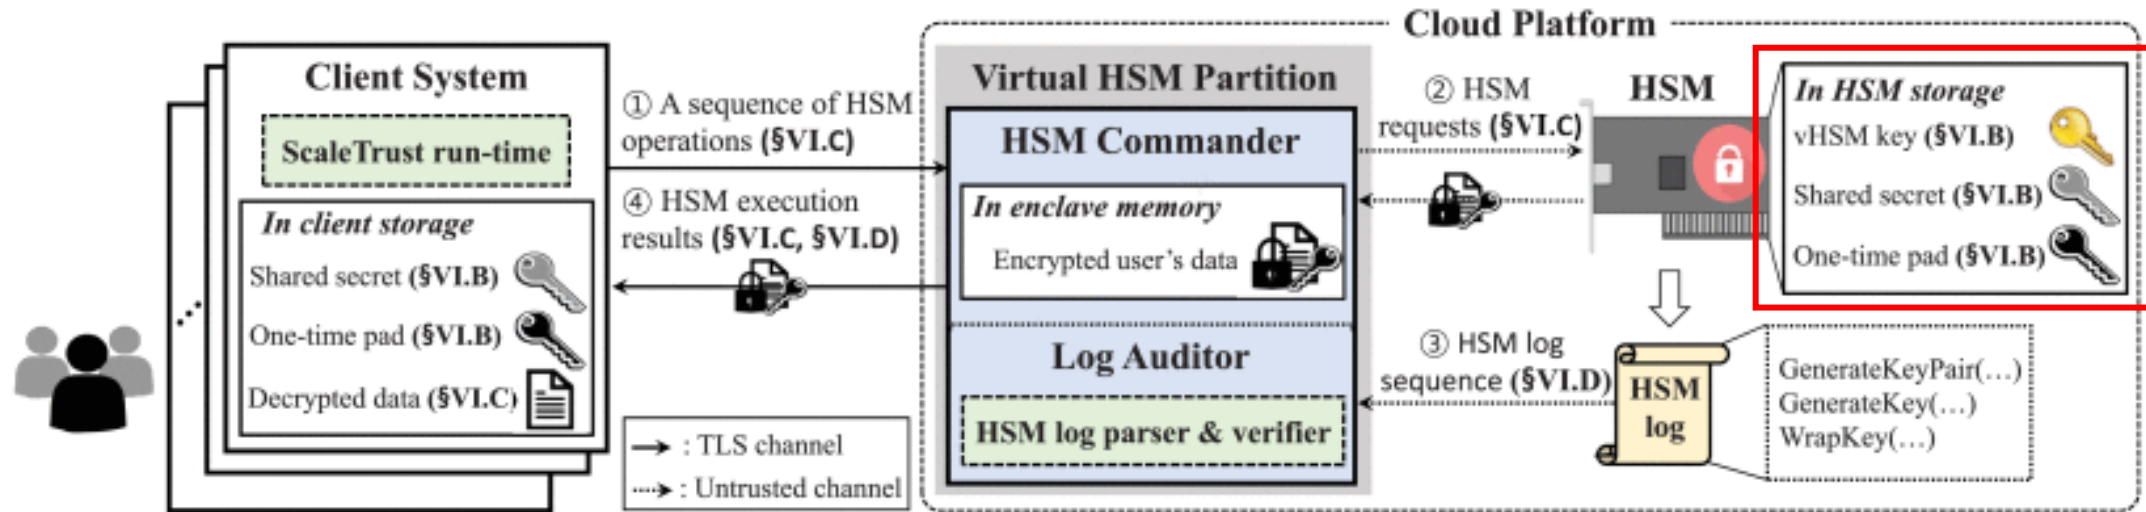 Cloud Platform
Client System
ScaleTrust run-time
In client storage
Shared secret (§VI.B)
One-time pad (§VI.B)
Decrypted data (§VI.C)
① A sequence of HSM
operations (§VI.C)
④ HSM execution
results (§VI.C, §VI.D)
: TLS channel
: Untrusted channel
Virtual HSM Partition
HSM Commander
In enclave memory
Encrypted user's data
Log Auditor
HSM log parser & verifier
② HSM
requests (§VI.C)
③ HSM log
sequence (§VI.D)
HSM
In HSM storage
vHSM key (§VI.B)
Shared secret (§VI.B)
One-time pad (§VI.B)
HSM
log
GenerateKeyPair(…)
GenerateKey(…)
WrapKey(…)